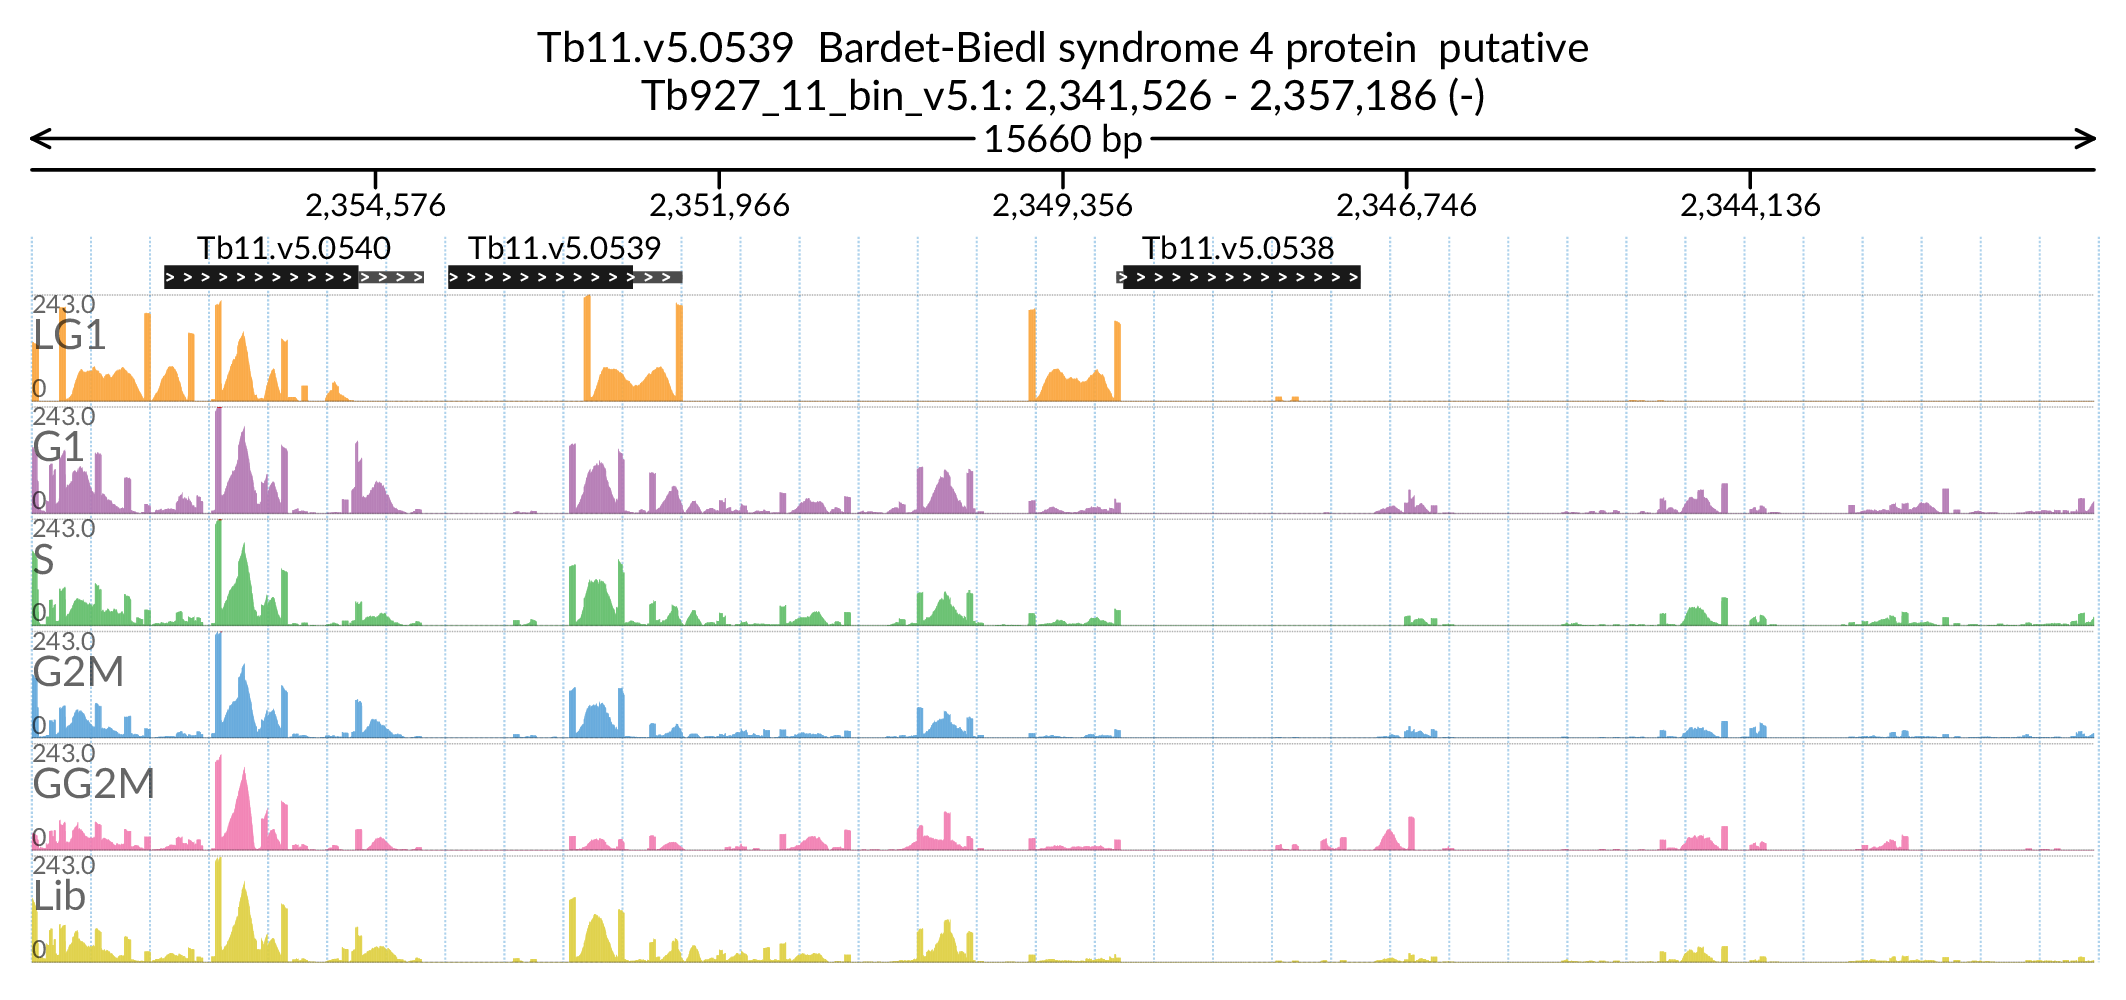 Tb11.v5.0539  Bardet-Biedl syndrome 4 protein  putative
Tb927_11_bin_v5.1: 2,341,526 - 2,357,186 (-)
15660 bp
2,354,576 2,351,966 2,349,356 2,346,746 2,344,136
Tb11.v5.0540 Tb11.v5.0539 Tb11.v5.0538
243.0
LG1
0
243.0
G1
0
243.0
S
0
243.0
G2M
0
243.0
GG2M
0
243.0
Lib
0